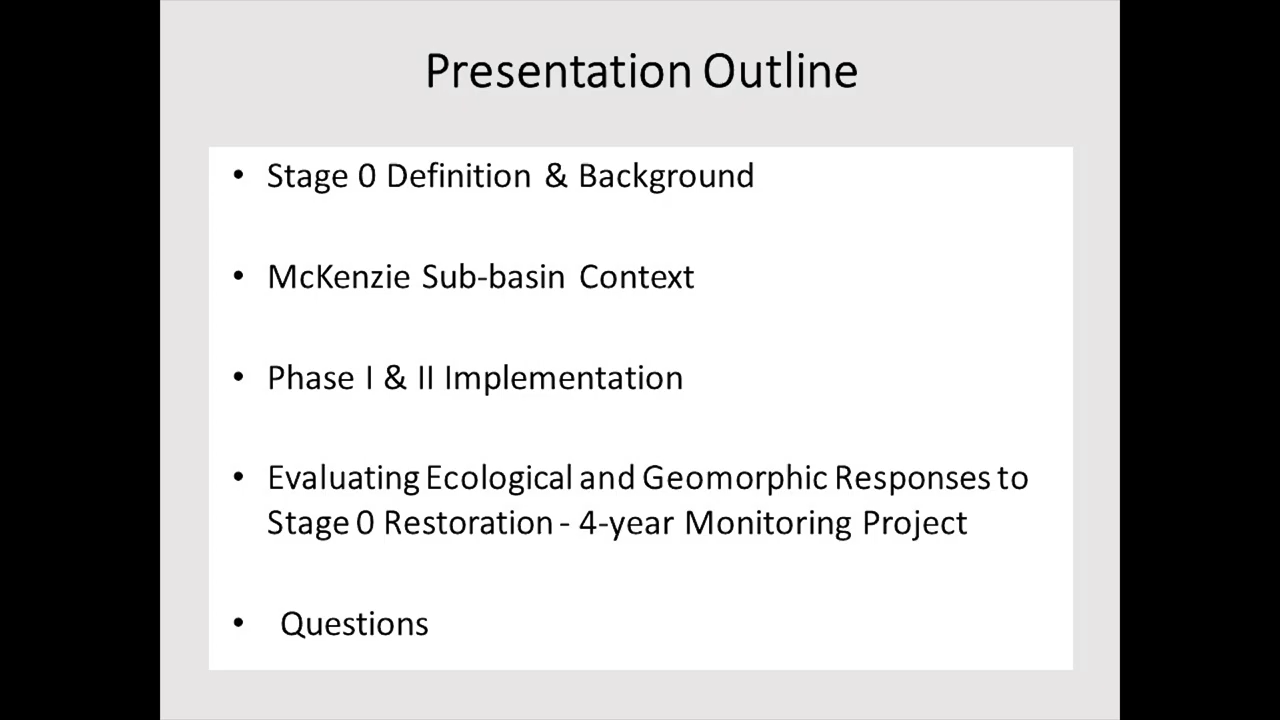 Presentation Outline
• Stage 0 Definition & Background
• McKenzie Sub-basin Context
• Phase I & II Implementation
• Evaluating Ecological and Geomorphic Responses to
Stage 0 Restoration - 4-year Monitoring Project
• Questions